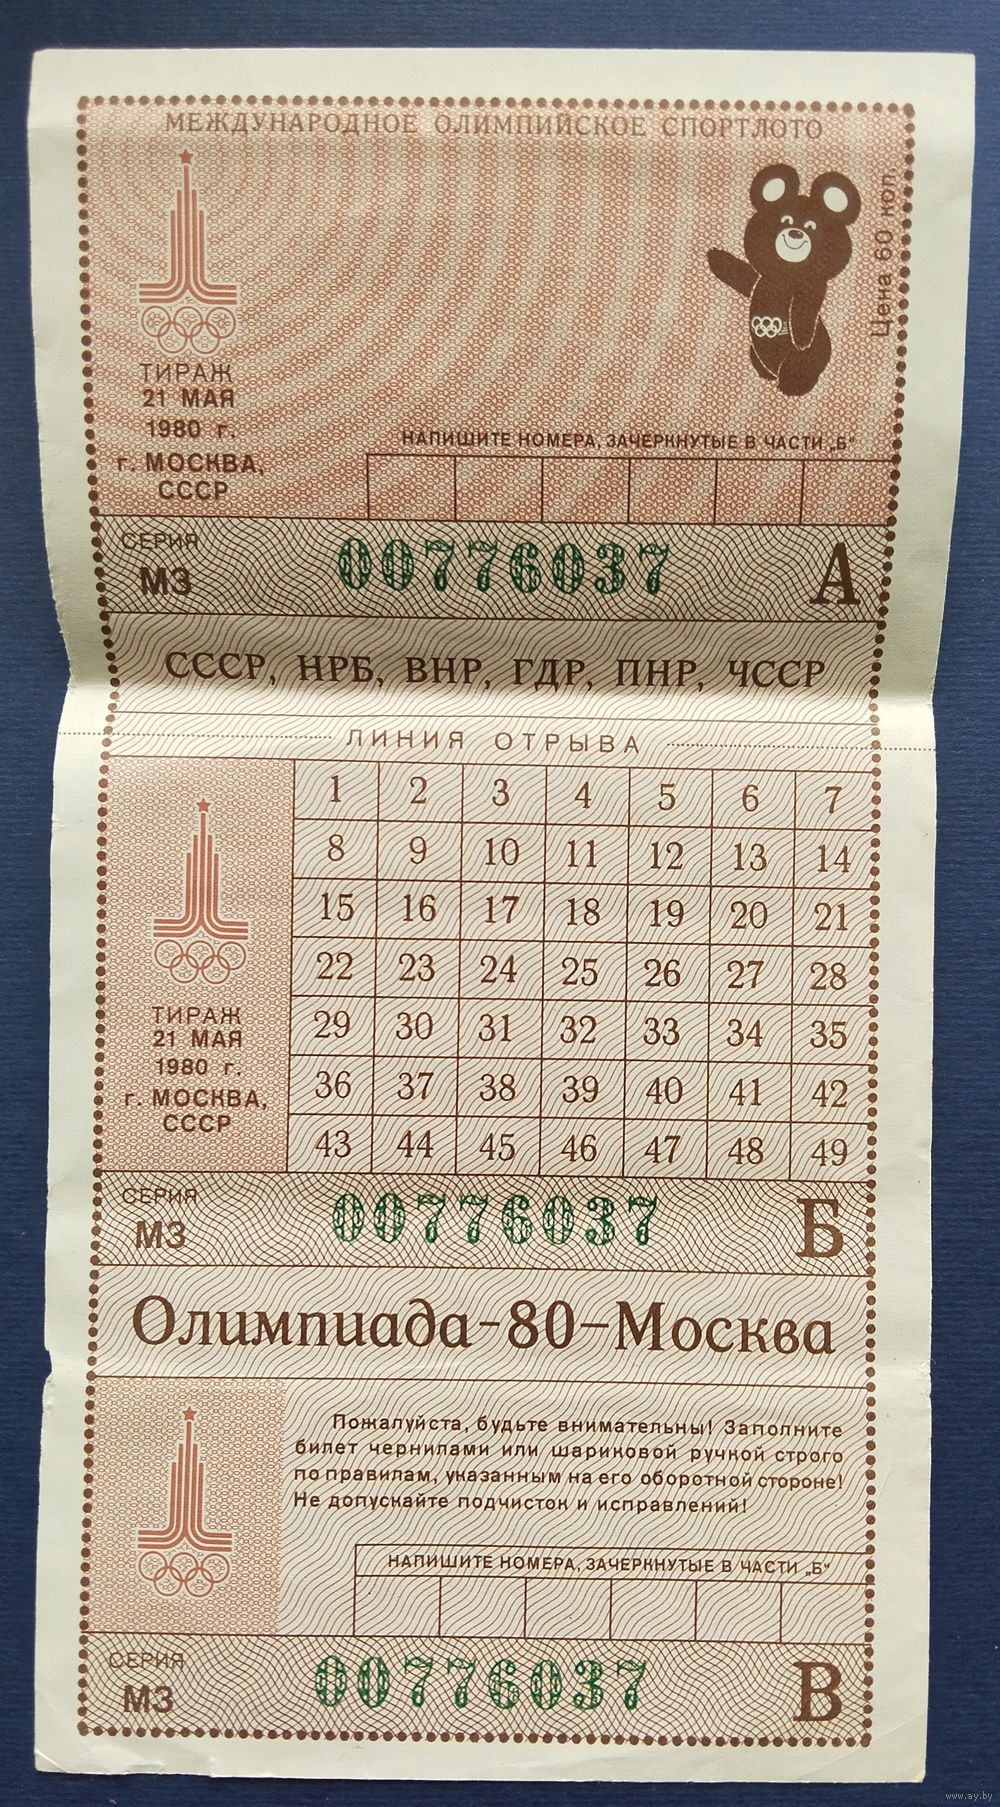 МЕЖДУНАРОДНОЕ ОЛИМПИЙСКОЕ СПОРТЛОТО
Цена 60 коп.
ТИРАЖ
21 МАЯ
1980 г.
г. МОСКВА,
СССР
НАПИШИТЕ НОМЕРА, ЗАЧЕРКНУТЫЕ В ЧАСТИ „Б“
СЕРИЯ
МЗ
00776037
А
СССР, НРБ, ВНР, ГДР, ПНР, ЧССР
ЛИНИЯ ОТРЫВА
1 2 3 4 5 6 7
8 9 10 11 12 13 14
15 16 17 18 19 20 21
22 23 24 25 26 27 28
29 30 31 32 33 34 35
36 37 38 39 40 41 42
43 44 45 46 47 48 49
ТИРАЖ
21 МАЯ
1980 г.
г. МОСКВА,
СССР
СЕРИЯ
МЗ
00776037
Б
Олимпиада-80-Москва
Пожалуйста, будьте внимательны! Заполните
билет чернилами или шариковой ручкой строго
по правилам, указанным на его оборотной стороне!
Не допускайте подчисток и исправлений!
НАПИШИТЕ НОМЕРА, ЗАЧЕРКНУТЫЕ В ЧАСТИ „Б“
СЕРИЯ
МЗ
00776037
В
www.ay.by